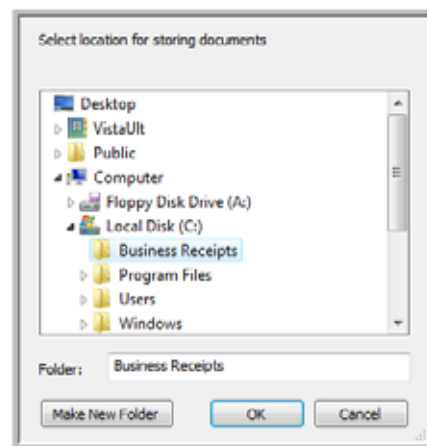 Select location for storing documents
Desktop
VistaUlt
Public
Computer
Floppy Disk Drive (A:)
Local Disk (C:)
Business Receipts
Program Files
Users
Windows
Folder: Business Receipts
Make New Folder OK Cancel